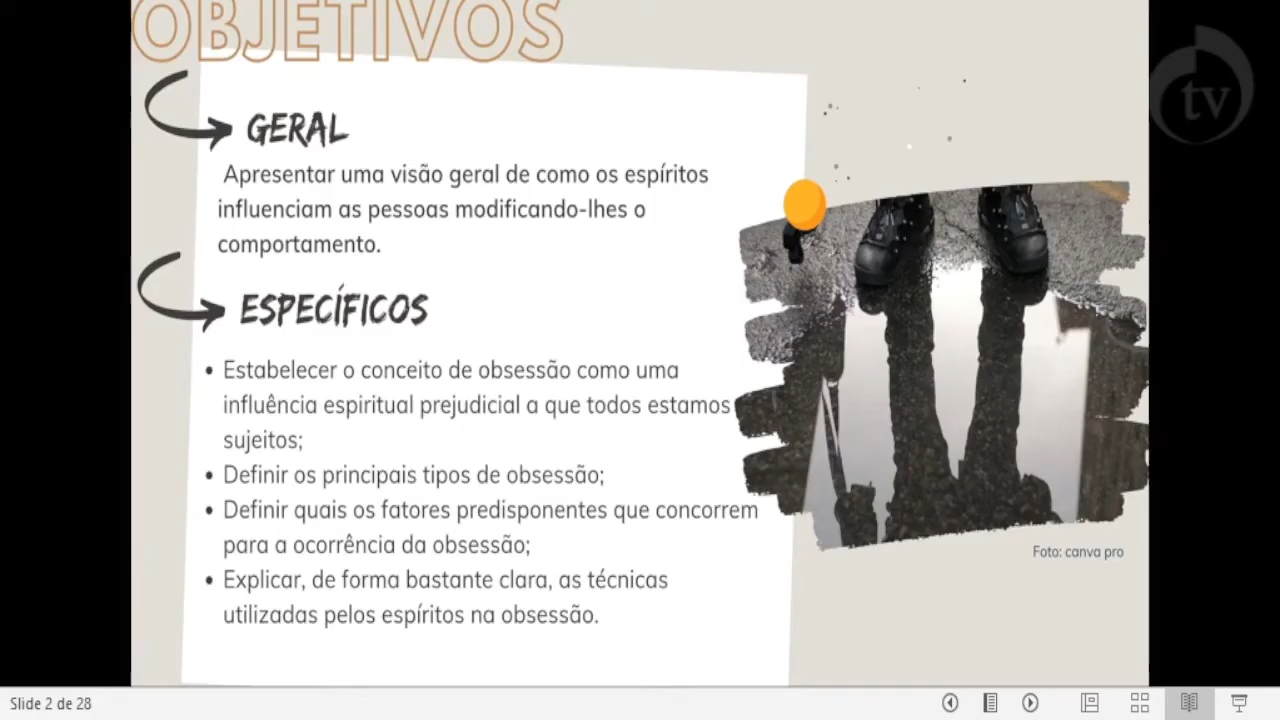 OBJETIVOS
tv
GERAL
Apresentar uma visão geral de como os espíritos
influenciam as pessoas modificando-lhes o
comportamento.
ESPECÍFICOS
• Estabelecer o conceito de obsessão como uma
influência espiritual prejudicial a que todos estamos
sujeitos;
• Definir os principais tipos de obsessão;
• Definir quais os fatores predisponentes que concorrem
para a ocorrência da obsessão;
• Explicar, de forma bastante clara, as técnicas
utilizadas pelos espíritos na obsessão.
Foto: canva pro
Slide 2 de 28